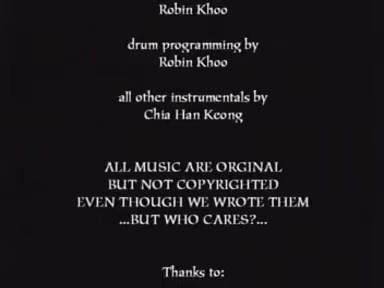 Robin Khoo
drum programming by
Robin Khoo
all other instrumentals by
Chia Han Keong
ALL MUSIC ARE ORGINAL
BUT NOT COPYRIGHTED
EVEN THOUGH WE WROTE THEM
...BUT WHO CARES?...
Thanks to: